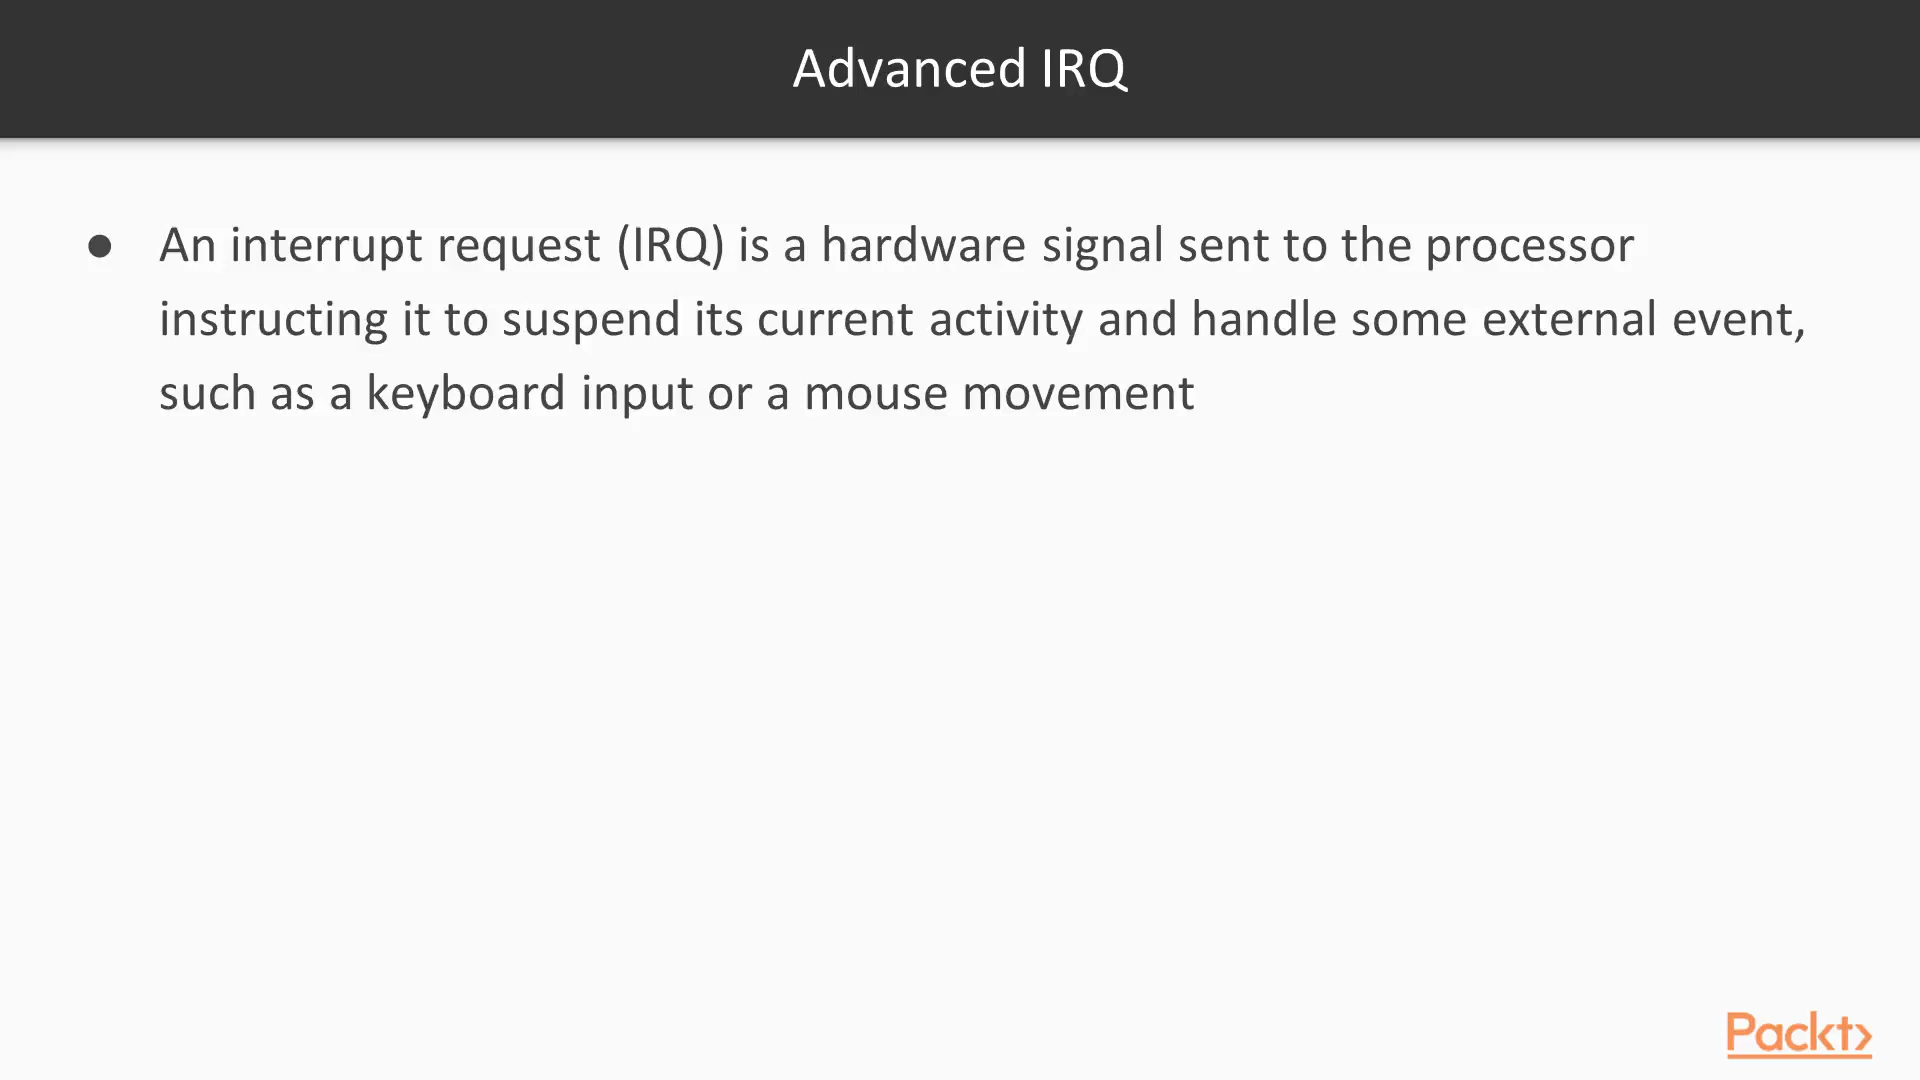 Advanced IRQ
● An interrupt request (IRQ) is a hardware signal sent to the processor
instructing it to suspend its current activity and handle some external event,
such as a keyboard input or a mouse movement
Packt>